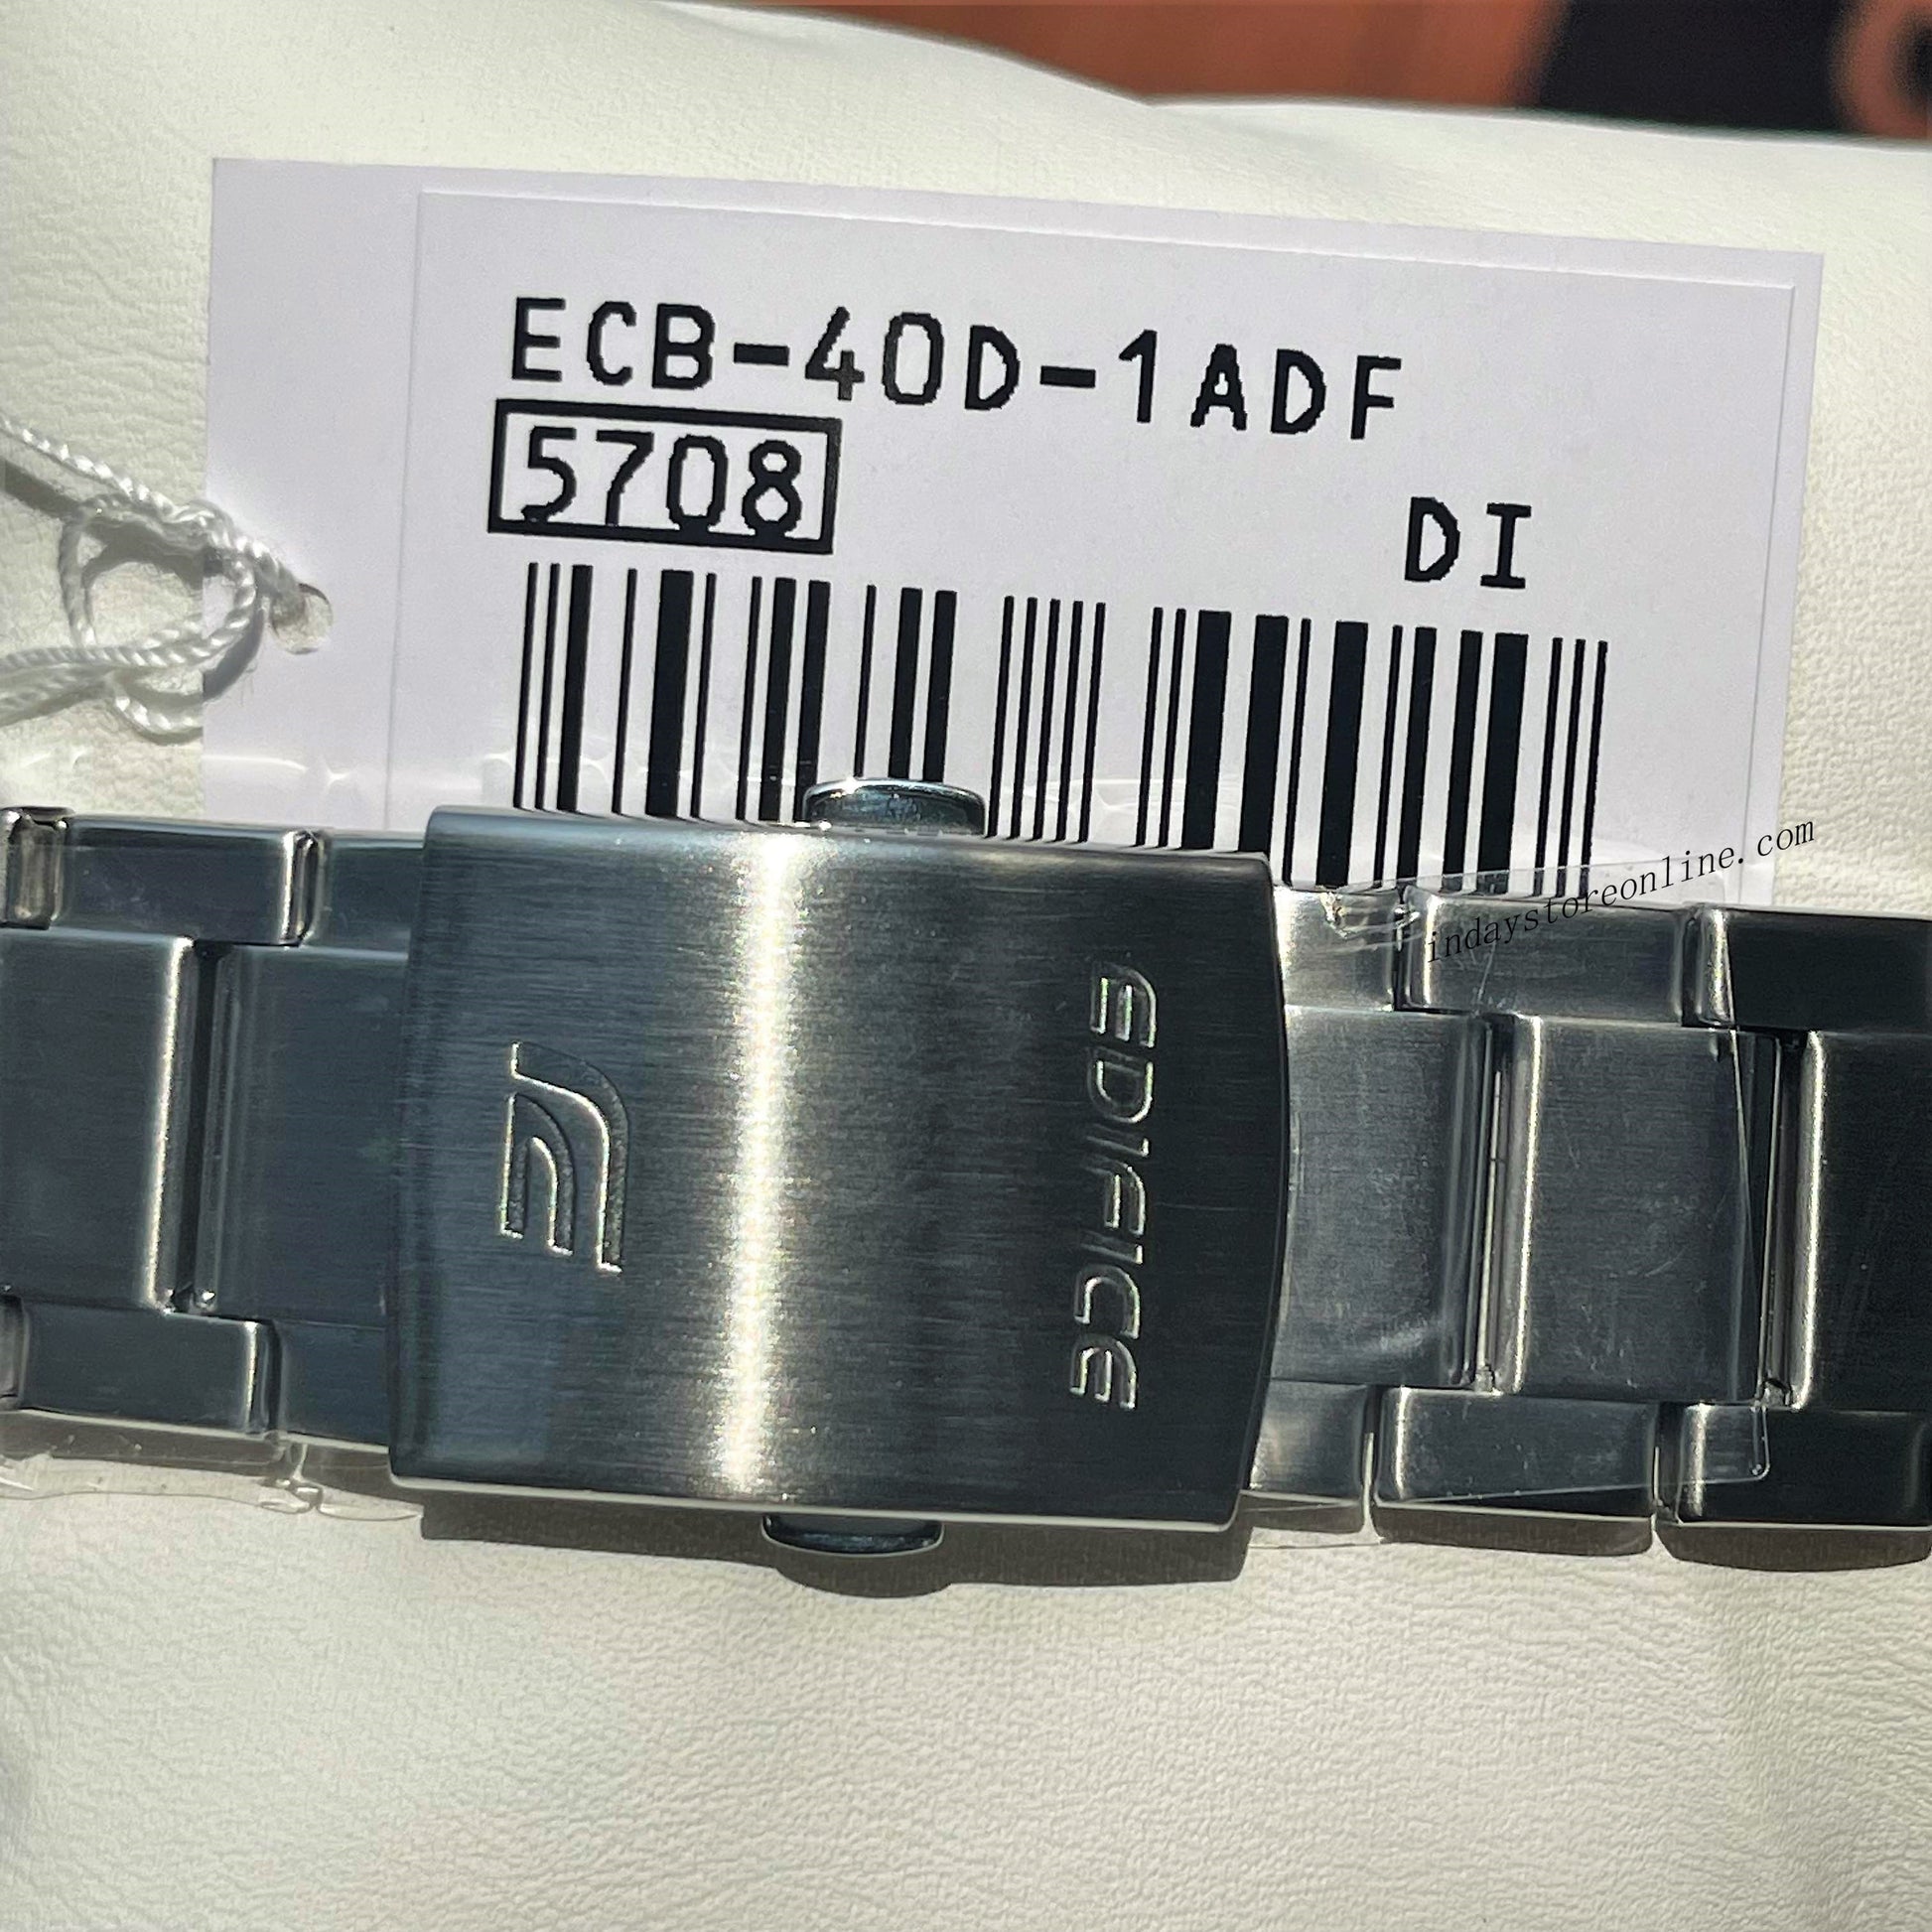 ECB-40D-1ADF
5708
DI
indaystoreonline.com
EDIFICE